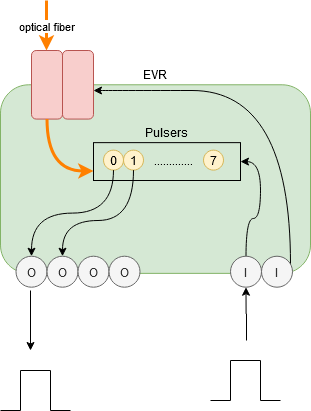 optical fiber
EVR
Pulsers
0 1 ............. 7
O O O O I I